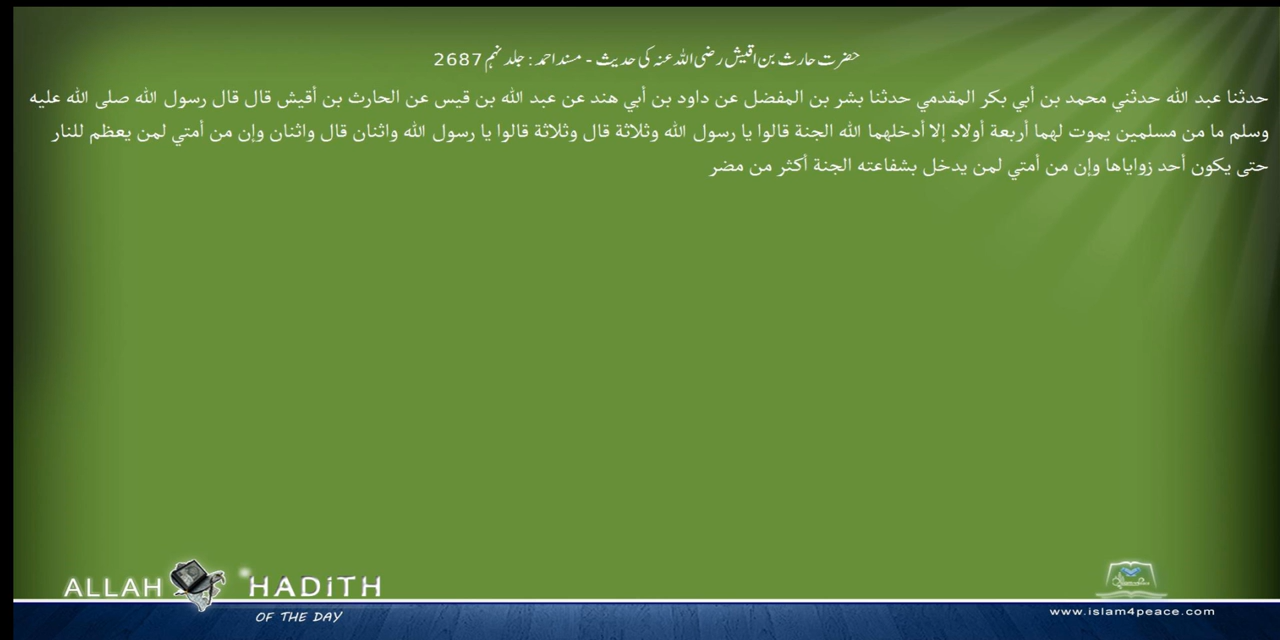 حضرت حارث بن اقیش رضی اللہ عنہ کی حدیث - مسند احمد : جلد نہم 2687
حدثنا عبد الله حدثني محمد بن أبي بكر المقدمي حدثنا بشر بن المفضل عن داود بن أبي هند عن عبد الله بن قيس عن الحارث بن أقيش قال قال رسول الله صلى الله عليه
وسلم ما من مسلمين يموت لهما أربعة أولاد إلا أدخلهما الله الجنة قالوا يا رسول الله وثلاثة قال وثلاثة قالوا يا رسول الله واثنان قال واثنان وإن من أمتي لمن يعظم للنار
حتى يكون أحد زواياها وإن من أمتي لمن يدخل بشفاعته الجنة أكثر من مضر
ALLAH HADITH
OF THE DAY
www.islam4peace.com